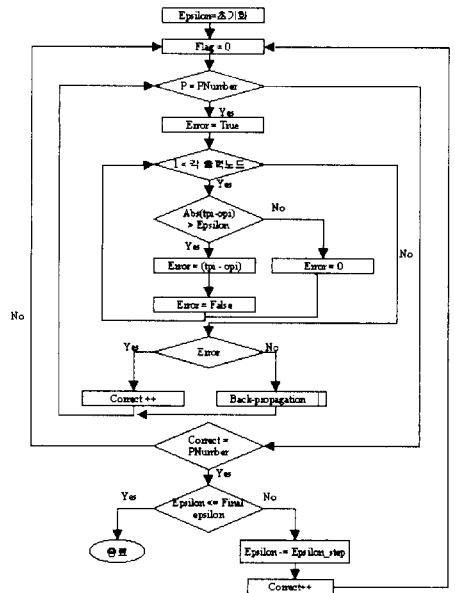 Epsilon=초기화
Flag = 0
P = PNumber
Yes
Error = True
I < 각 출력노드
Yes
Abs(tpi-opi)
> Epsilon
No
Yes
Error = (tpi - opi)
Error = 0
No
Error = False
No
Yes
Error
No
Correct ++
Back-propagation
Correct =
PNumber
Yes
Yes
Epsilon <= Final
epsilon
No
종료
Epsilon -= Epsilon_step
Correct++